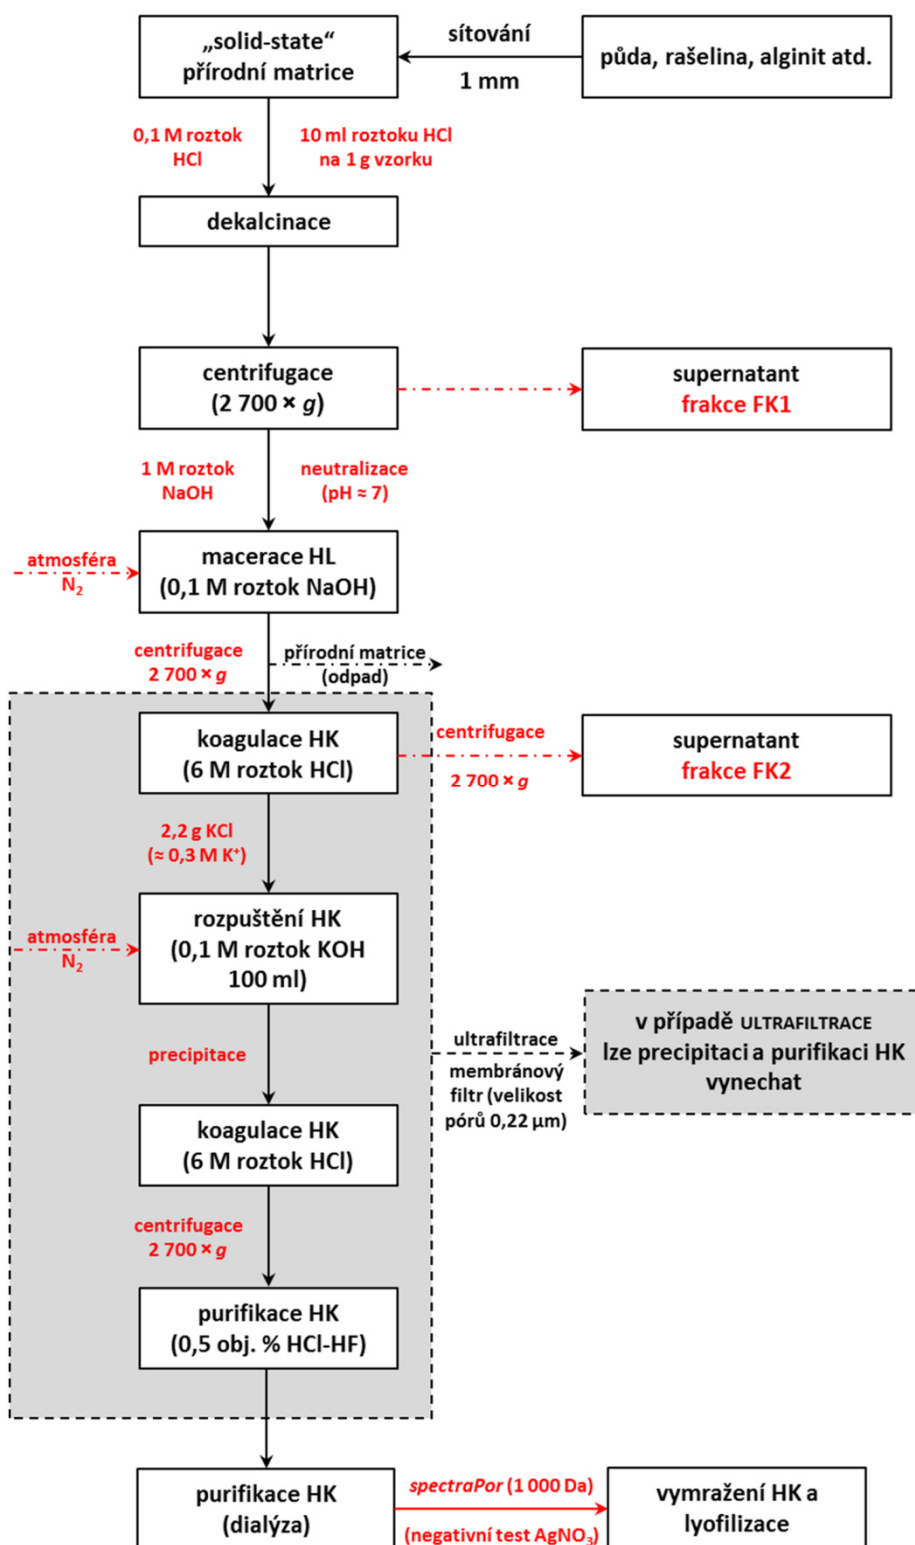 „solid-state“
přírodní matrice
sítování
1 mm
půda, rašelina, alginit atd.
0,1 M roztok
HCl
10 ml roztoku HCl
na 1 g vzorku
dekalcinace
centrifugace
(2 700 × g)
supernatant
frakce FK1
1 M roztok
NaOH
neutralizace
(pH ≈ 7)
atmosféra
N₂
macerace HL
(0,1 M roztok NaOH)
centrifugace
2 700 × g
přírodní matrice
(odpad)
koagulace HK
(6 M roztok HCl)
centrifugace
2 700 × g
supernatant
frakce FK2
2,2 g KCl
(≈ 0,3 M K⁺)
atmosféra
N₂
rozpuštění HK
(0,1 M roztok KOH
100 ml)
precipitace
ultrafiltrace
membránový
filtr (velikost
pórů 0,22 μm)
v případě ULTRAFILTRACE
lze precipitaci a purifikaci HK
vynechat
koagulace HK
(6 M roztok HCl)
centrifugace
2 700 × g
purifikace HK
(0,5 obj. % HCl-HF)
purifikace HK
(dialýza)
spectraPor (1 000 Da)
(negativní test AgNO₃)
vymražení HK a
lyofilizace